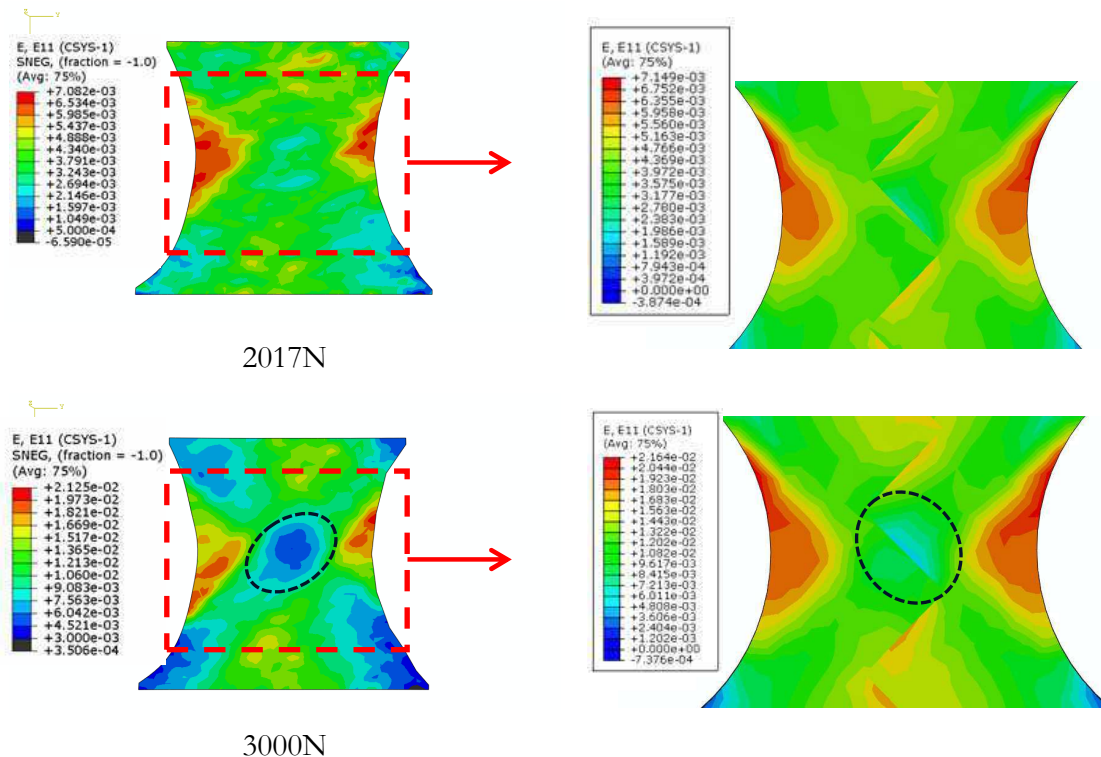 Z Y
E, E11 (CSYS-1)
SNEG, (fraction = -1.0)
(Avg: 75%)
+7.082e-03
+6.534e-03
+5.985e-03
+5.437e-03
+4.888e-03
+4.340e-03
+3.791e-03
+3.243e-03
+2.694e-03
+2.146e-03
+1.597e-03
+1.049e-03
+5.000e-04
-6.590e-05
E, E11 (CSYS-1)
(Avg: 75%)
+7.149e-03
+6.752e-03
+6.355e-03
+5.958e-03
+5.560e-03
+5.163e-03
+4.766e-03
+4.369e-03
+3.972e-03
+3.575e-03
+3.177e-03
+2.780e-03
+2.383e-03
+1.986e-03
+1.589e-03
+1.192e-03
+7.943e-04
+3.972e-04
+0.000e+00
-3.874e-04
2017N
Z Y
E, E11 (CSYS-1)
SNEG, (fraction = -1.0)
(Avg: 75%)
+2.125e-02
+1.973e-02
+1.821e-02
+1.669e-02
+1.517e-02
+1.365e-02
+1.213e-02
+1.060e-02
+9.083e-03
+7.563e-03
+6.042e-03
+4.521e-03
+3.000e-03
+3.506e-04
E, E11 (CSYS-1)
(Avg: 75%)
+2.164e-02
+2.044e-02
+1.923e-02
+1.803e-02
+1.683e-02
+1.563e-02
+1.443e-02
+1.322e-02
+1.202e-02
+1.082e-02
+9.617e-03
+8.415e-03
+7.213e-03
+6.011e-03
+4.808e-03
+3.606e-03
+2.404e-03
+1.202e-03
+0.000e+00
-7.376e-04
3000N